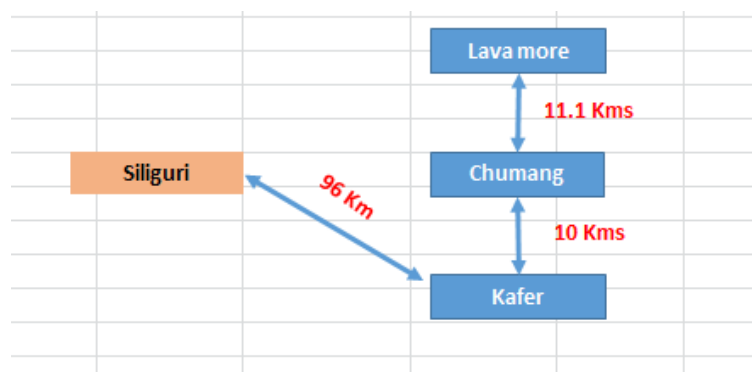 Lava more
11.1 Kms
Siliguri
96 Km
Chumang
10 Kms
Kafer